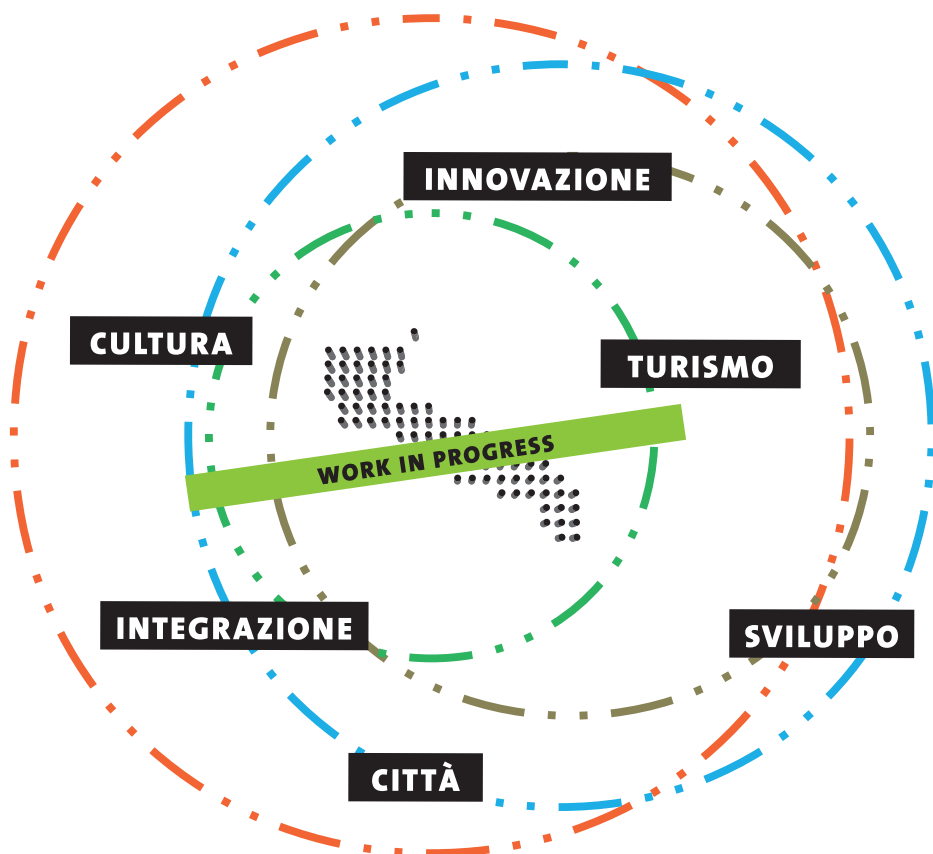 INNOVAZIONE
CULTURA
TURISMO
WORK IN PROGRESS
INTEGRAZIONE
SVILUPPO
CITTÀ